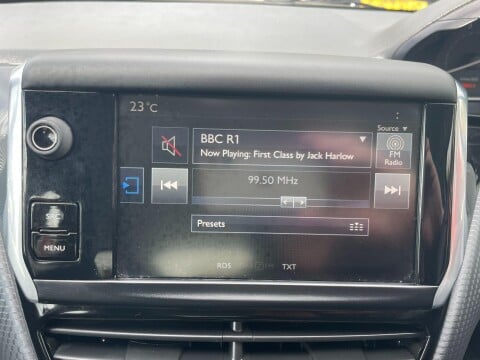 23°C
Source ▼
BBC R1
Now Playing: First Class by Jack Harlow
FM
Radio
99.50 MHz
Presets
RDS
TXT
MENU